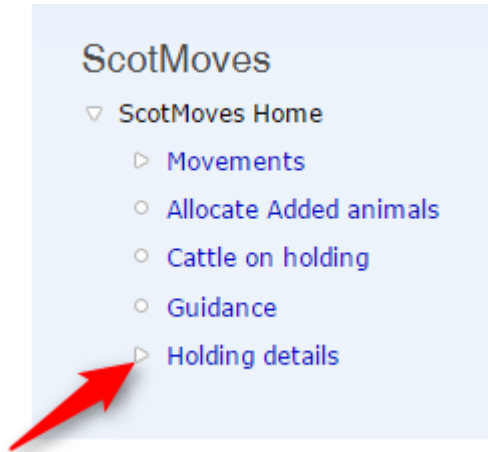 ScotMoves
ScotMoves Home
Movements
Allocate Added animals
Cattle on holding
Guidance
Holding details